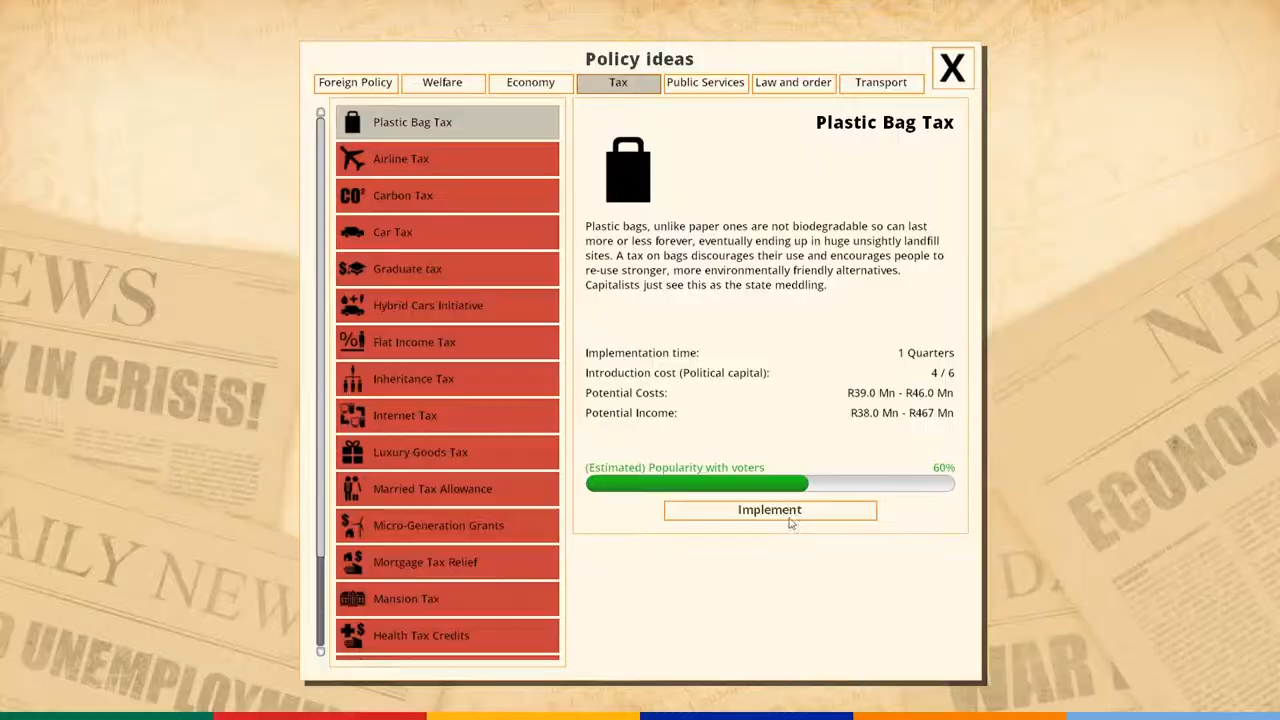 Policy ideas
X
Foreign Policy
Welfare
Economy
Tax
Public Services
Law and order
Transport
Plastic Bag Tax
Airline Tax
CO² Carbon Tax
Car Tax
Graduate tax
Hybrid Cars Initiative
Flat Income Tax
Inheritance Tax
Internet Tax
Luxury Goods Tax
Married Tax Allowance
Micro-Generation Grants
Mortgage Tax Relief
Mansion Tax
Health Tax Credits
Plastic Bag Tax
Plastic bags, unlike paper ones are not biodegradable so can last
more or less forever, eventually ending up in huge unsightly landfill
sites. A tax on bags discourages their use and encourages people to
re-use stronger, more environmentally friendly alternatives.
Capitalists just see this as the state meddling.
Implementation time: 1 Quarters
Introduction cost (Political capital): 4 / 6
Potential Costs: R39.0 Mn - R46.0 Mn
Potential Income: R38.0 Mn - R467 Mn
(Estimated) Popularity with voters 60%
Implement
EWS
Y IN CRISIS!
AILY NEW
UNEMPLOYM
NE
ECONOM
DA
WAR